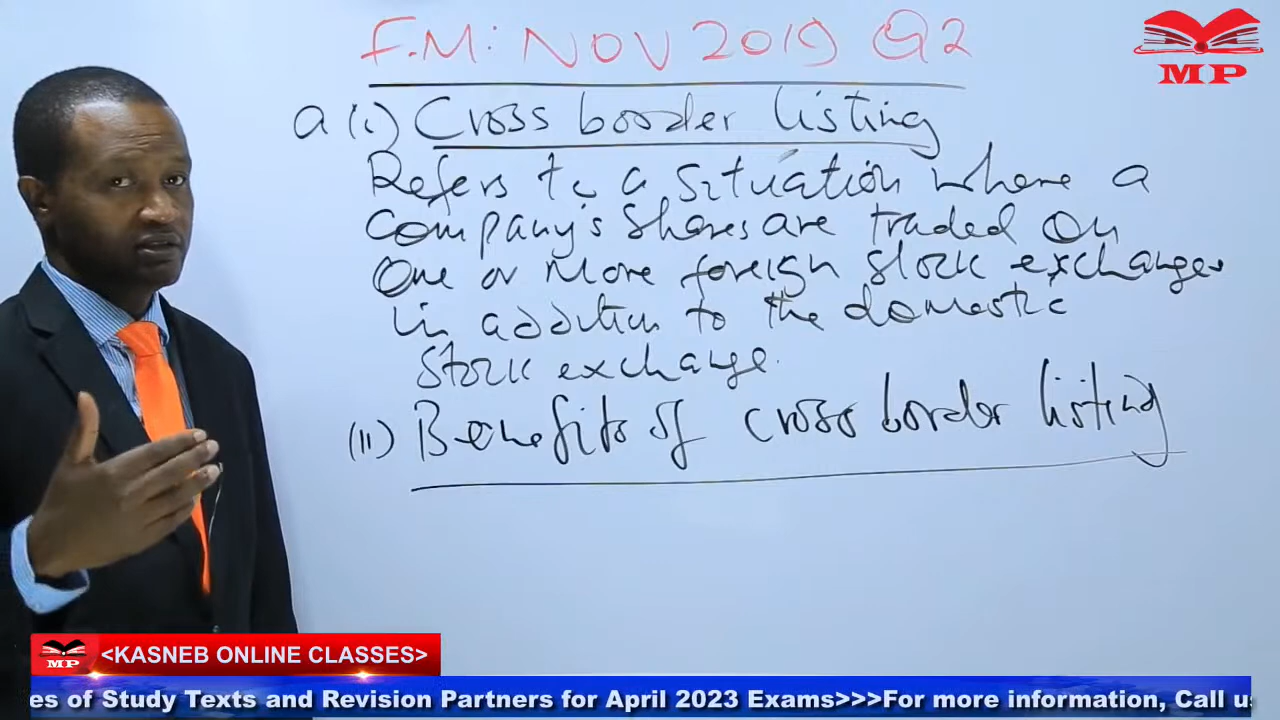 F.M: NOV 2019 Q2
MP
a (i) Cross border listing
Refers to a situation where a
company's shares are traded on
one or more foreign stock exchanges
in addition to the domestic
stock exchange.
(ii) Benefits of cross border listing
MP
<KASNEB ONLINE CLASSES>
es of Study Texts and Revision Partners for April 2023 Exams>>>For more information, Call us